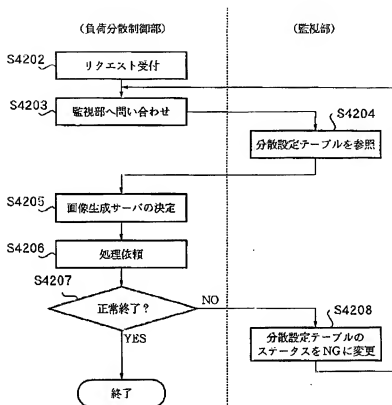 (負荷分散制御部)
(監視部)
S4202
リクエスト受付
S4203
監視部へ問い合わせ
S4204
分散設定テーブルを参照
S4205
画像生成サーバの決定
S4206
処理依頼
S4207
正常終了?
NO
YES
S4208
分散設定テーブルの
ステータスをNGに変更
終了